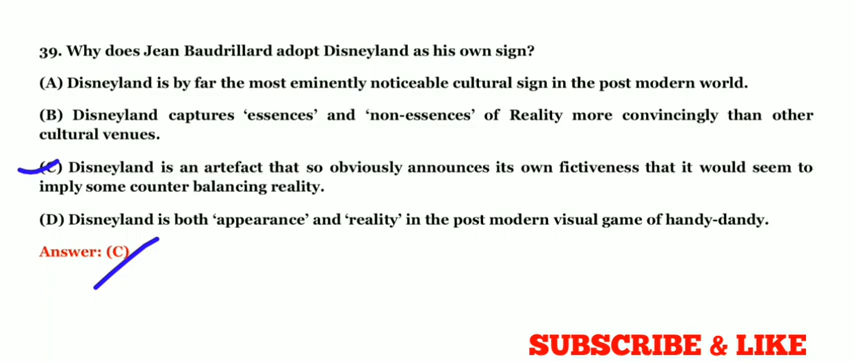 39. Why does Jean Baudrillard adopt Disneyland as his own sign?
(A) Disneyland is by far the most eminently noticeable cultural sign in the post modern world.
(B) Disneyland captures ‘essences’ and ‘non-essences’ of Reality more convincingly than other
cultural venues.
(C) Disneyland is an artefact that so obviously announces its own fictiveness that it would seem to
imply some counter balancing reality.
(D) Disneyland is both ‘appearance’ and ‘reality’ in the post modern visual game of handy-dandy.
Answer: (C)
SUBSCRIBE & LIKE